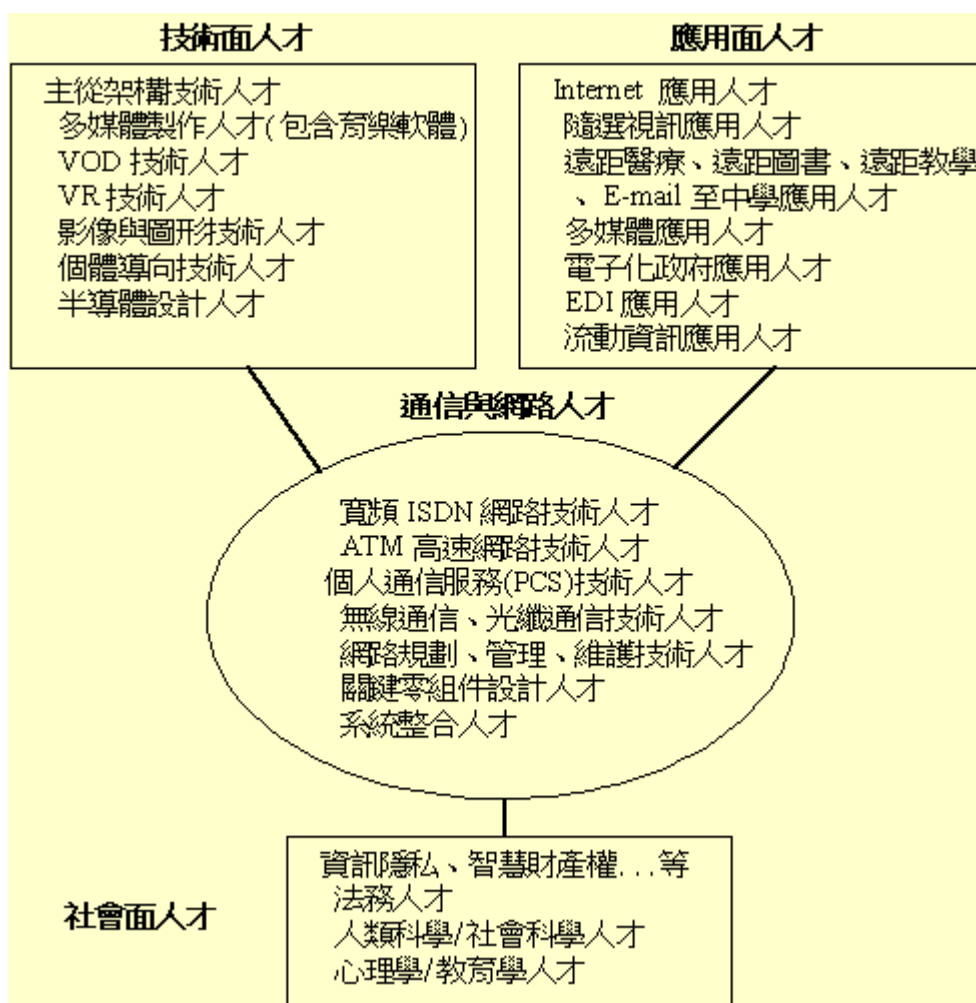 技術面人才
主從架構技術人才
多媒體製作人才(包含育樂軟體)
VOD 技術人才
VR 技術人才
影像與圖形技術人才
個體導向技術人才
半導體設計人才
應用面人才
Internet 應用人才
隨選視訊應用人才
遠距醫療、遠距圖書、遠距教學
、E-mail 至中學應用人才
多媒體應用人才
電子化政府應用人才
EDI 應用人才
流動資訊應用人才
通信與網路人才
寬頻 ISDN 網路技術人才
ATM 高速網路技術人才
個人通信服務(PCS)技術人才
無線通信、光纖通信技術人才
網路規劃、管理、維護技術人才
關鍵零組件設計人才
系統整合人才
社會面人才
資訊隱私、智慧財產權...等
法務人才
人類科學/社會科學人才
心理學/教育學人才